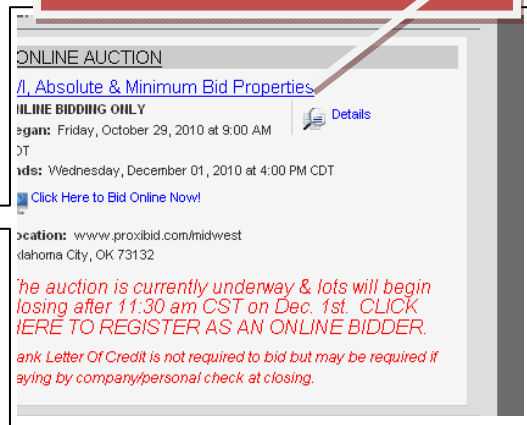 ONLINE AUCTION
/I, Absolute & Minimum Bid Properties
NLINE BIDDING ONLY
egan: Friday, October 29, 2010 at 9:00 AM
DT
nds: Wednesday, December 01, 2010 at 4:00 PM CDT
Details
Click Here to Bid Online Now!
ocation: www.proxibid.com/midwest
klahoma City, OK 73132
The auction is currently underway & lots will begin
losing after 11:30 am CST on Dec. 1st. CLICK
HERE TO REGISTER AS AN ONLINE BIDDER.
ank Letter Of Credit is not required to bid but may be required if
aying by company/personal check at closing.